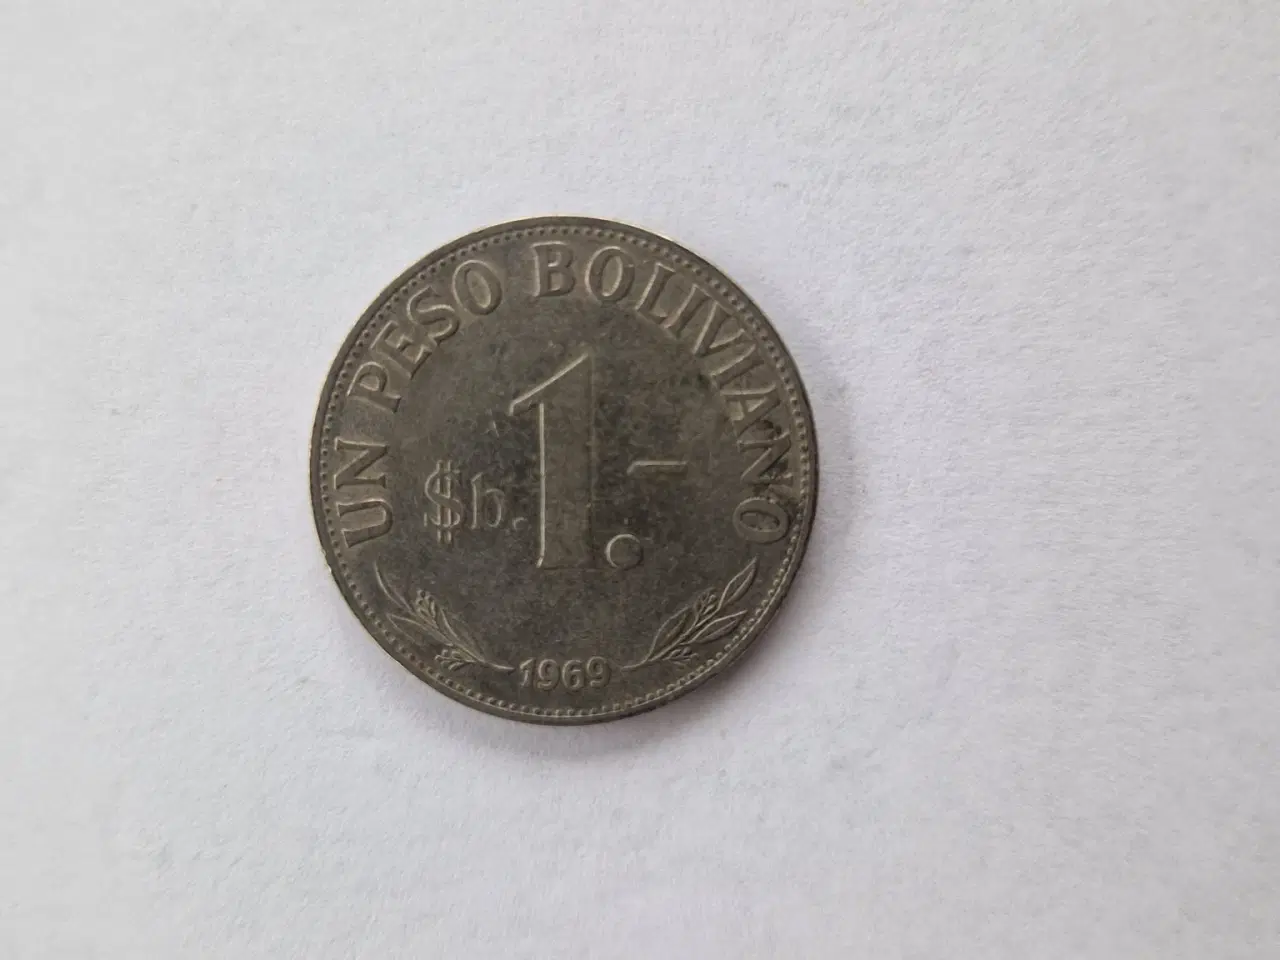 UN PESO BOLIVIANO
$b. 1.-
1969